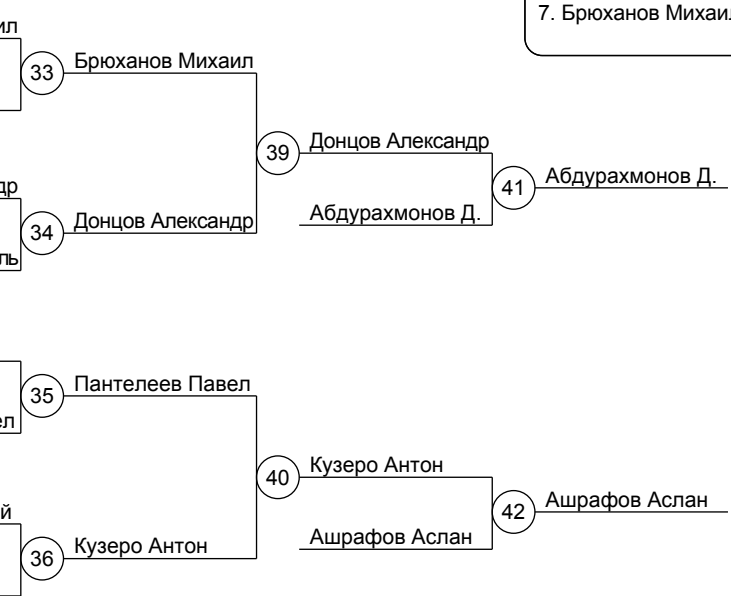 7. Брюханов Михаил
33 Брюханов Михаил
39 Донцов Александр
41 Абдурахмонов Д.
Абдурахмонов Д.
34 Донцов Александр
35 Пантелеев Павел
40 Кузеро Антон
42 Ашрафов Аслан
Ашрафов Аслан
36 Кузеро Антон